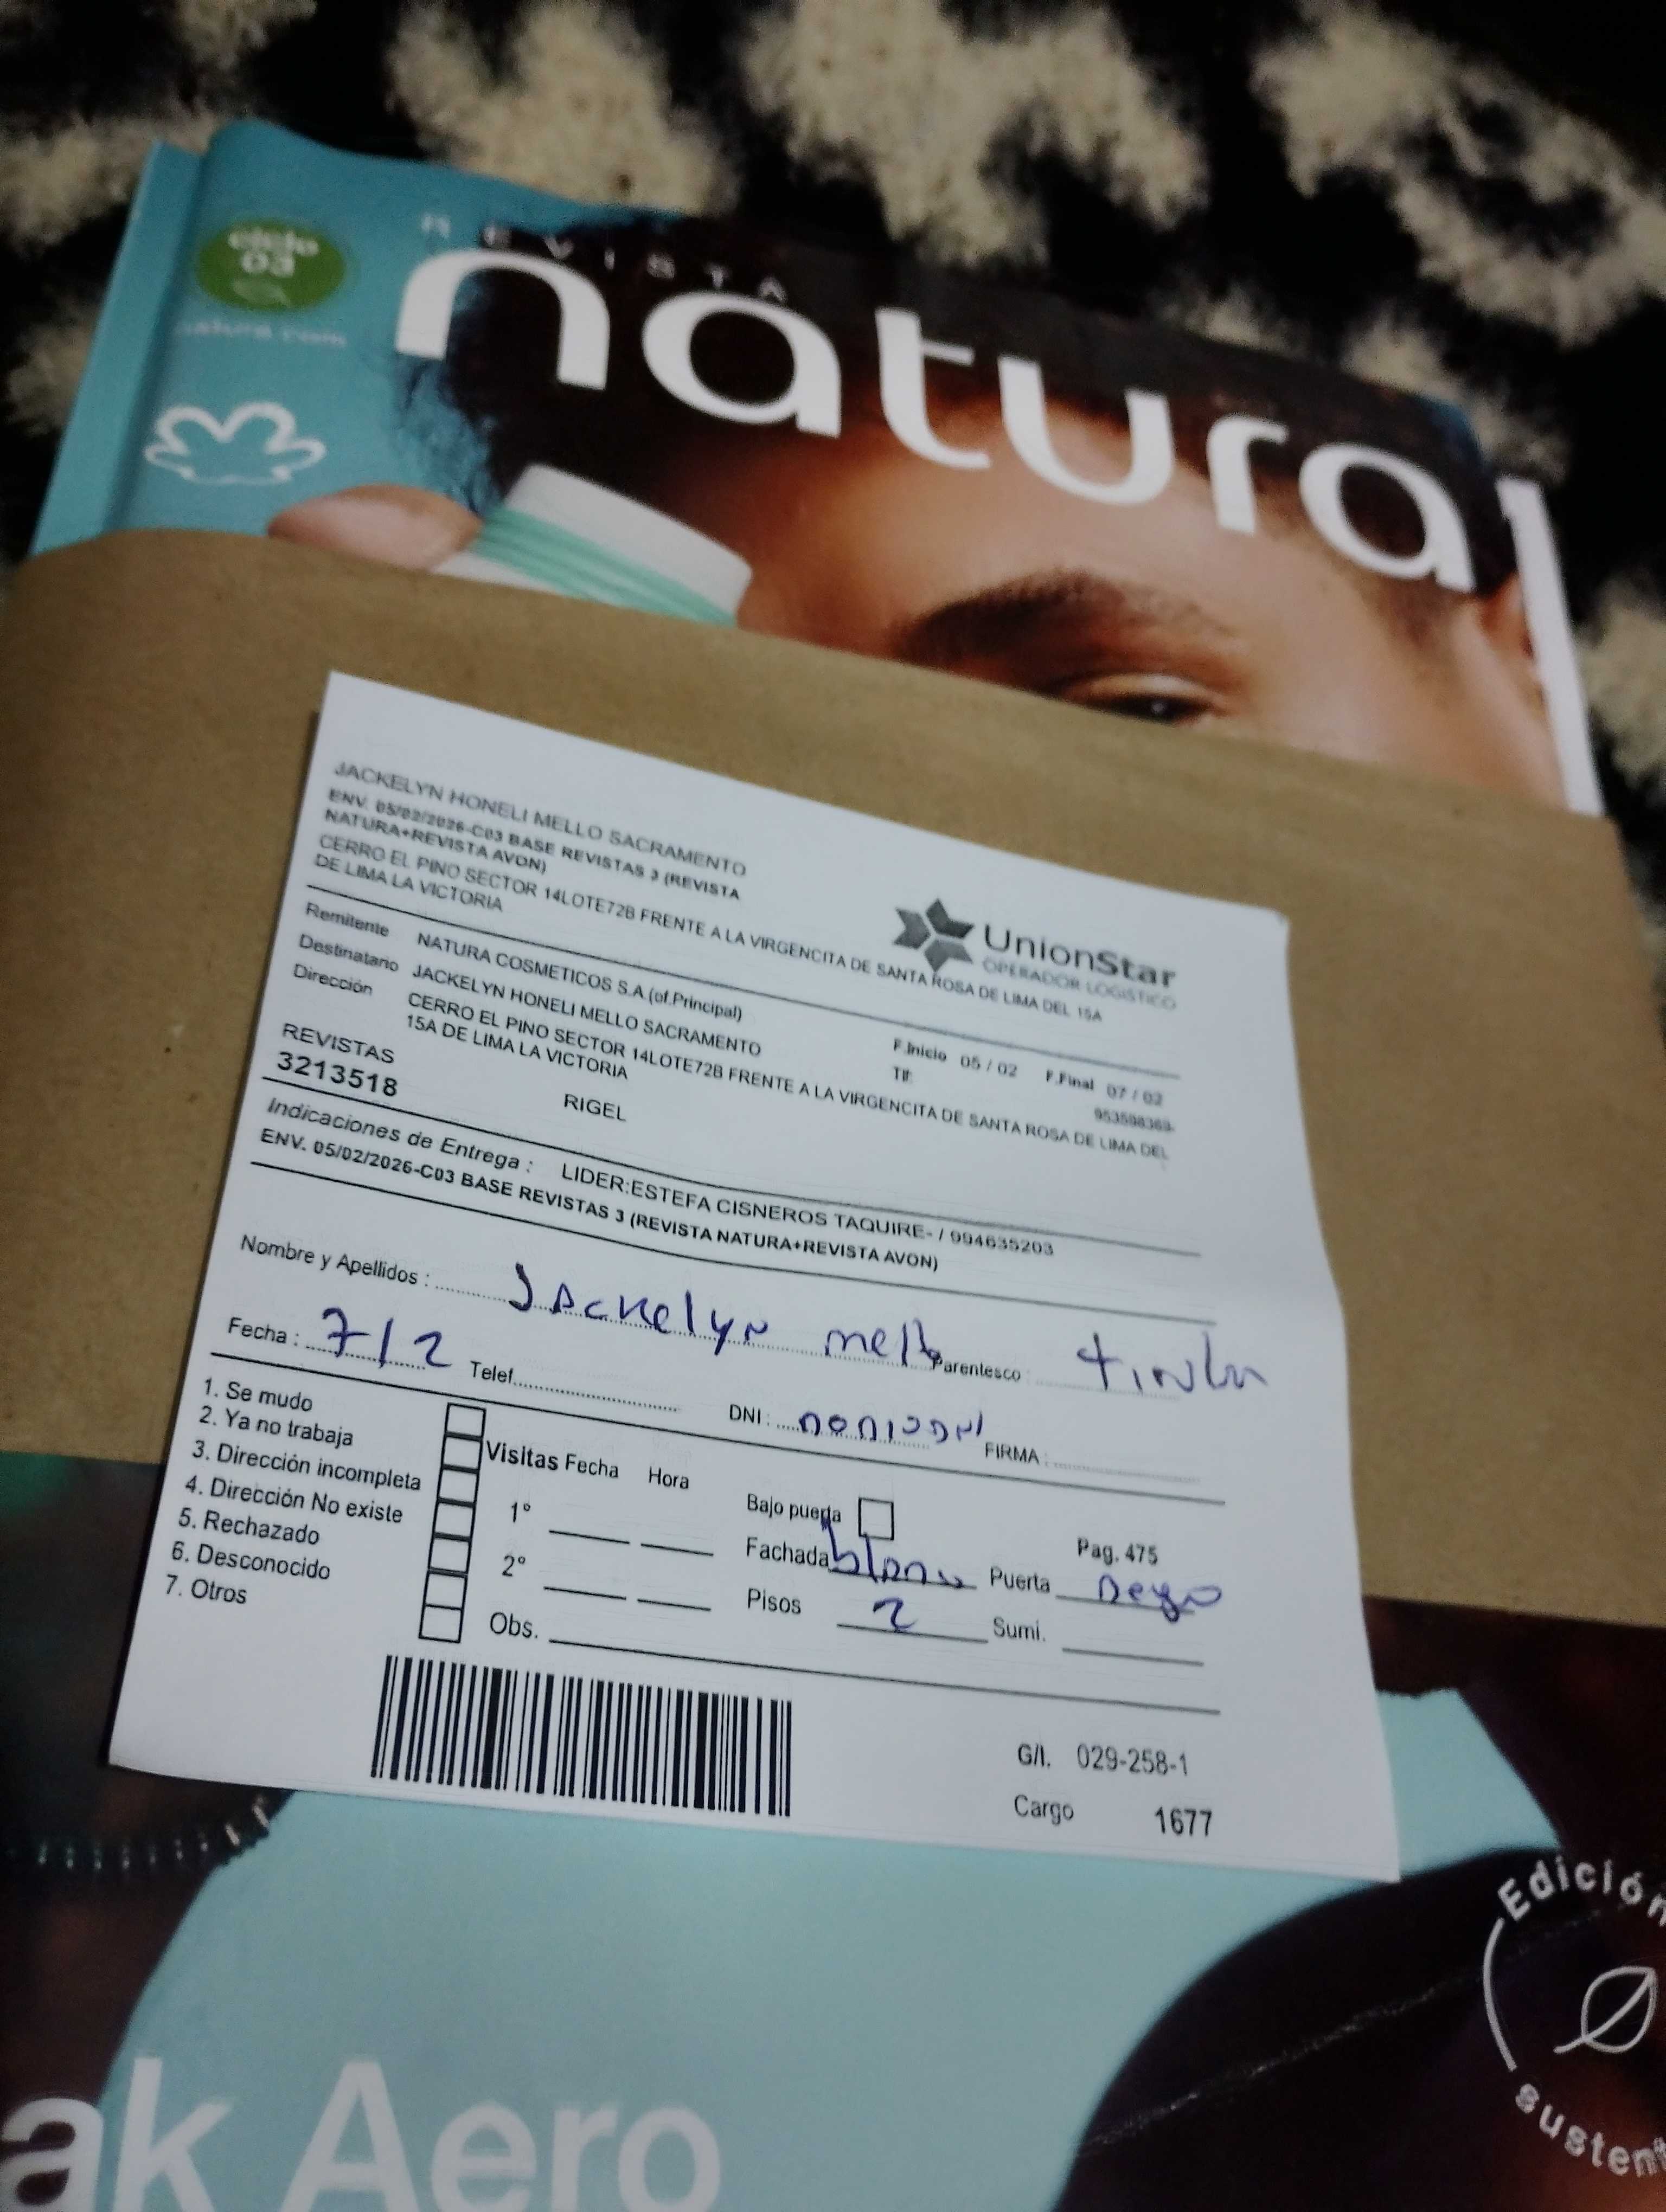 REVISTA
natura
ciclo
03
natura.com
JACKELYN HONELI MELLO SACRAMENTO
ENV. 05/02/2026-C03 BASE REVISTAS 3 (REVISTA
NATURA+REVISTA AVON)
CERRO EL PINO SECTOR 14LOTE72B FRENTE A LA VIRGENCITA DE SANTA ROSA DE LIMA DEL 15A
DE LIMA LA VICTORIA
UnionStar
OPERADOR LOGISTICO
Remitente NATURA COSMETICOS S.A.(of.Principal)
F.Inicio 05 / 02 F.Final 07 / 02
Destinatario JACKELYN HONELI MELLO SACRAMENTO
Tlf:
Dirección CERRO EL PINO SECTOR 14LOTE72B FRENTE A LA VIRGENCITA DE SANTA ROSA DE LIMA DEL
15A DE LIMA LA VICTORIA
REVISTAS
3213518 RIGEL
Indicaciones de Entrega : LIDER:ESTEFA CISNEROS TAQUIRE- / 994635203
ENV. 05/02/2026-C03 BASE REVISTAS 3 (REVISTA NATURA+REVISTA AVON)
Nombre y Apellidos : Jackelyn mello Parentesco :
Fecha : 7/2 Telef. DNI : FIRMA :
1. Se mudo
2. Ya no trabaja
3. Dirección incompleta
4. Dirección No existe
5. Rechazado
6. Desconocido
7. Otros
Visitas Fecha Hora
1°
2°
Obs.
Bajo puerta Pag. 475
Fachada Puerta
Pisos 2 Sumi.
G/I. 029-258-1
Cargo 1677
Edición
ak Aero